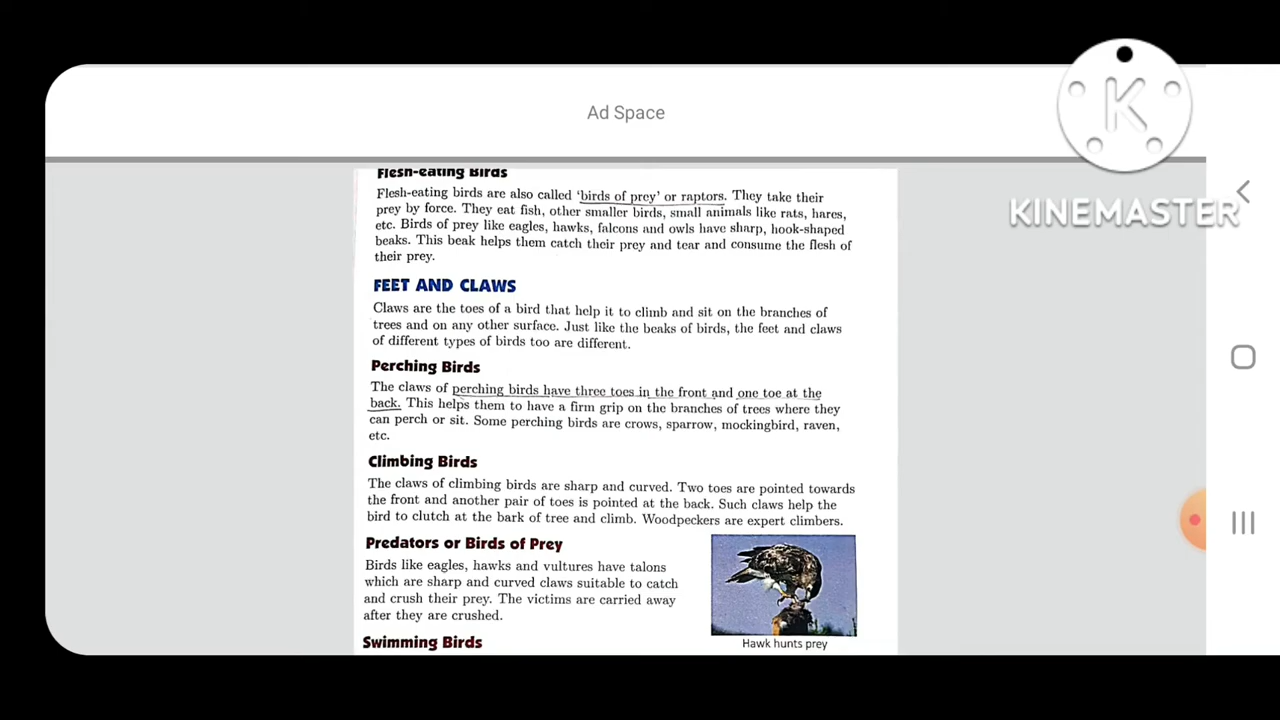 Ad Space
KINEMASTER
Flesh-eating Birds
Flesh-eating birds are also called 'birds of prey' or raptors. They take their
prey by force. They eat fish, other smaller birds, small animals like rats, hares,
etc. Birds of prey like eagles, hawks, falcons and owls have sharp, hook-shaped
beaks. This beak helps them catch their prey and tear and consume the flesh of
their prey.
FEET AND CLAWS
Claws are the toes of a bird that help it to climb and sit on the branches of
trees and on any other surface. Just like the beaks of birds, the feet and claws
of different types of birds too are different.
Perching Birds
The claws of perching birds have three toes in the front and one toe at the
back. This helps them to have a firm grip on the branches of trees where they
can perch or sit. Some perching birds are crows, sparrow, mockingbird, raven,
etc.
Climbing Birds
The claws of climbing birds are sharp and curved. Two toes are pointed towards
the front and another pair of toes is pointed at the back. Such claws help the
bird to clutch at the bark of tree and climb. Woodpeckers are expert climbers.
Predators or Birds of Prey
Birds like eagles, hawks and vultures have talons
which are sharp and curved claws suitable to catch
and crush their prey. The victims are carried away
after they are crushed.
Hawk hunts prey
Swimming Birds